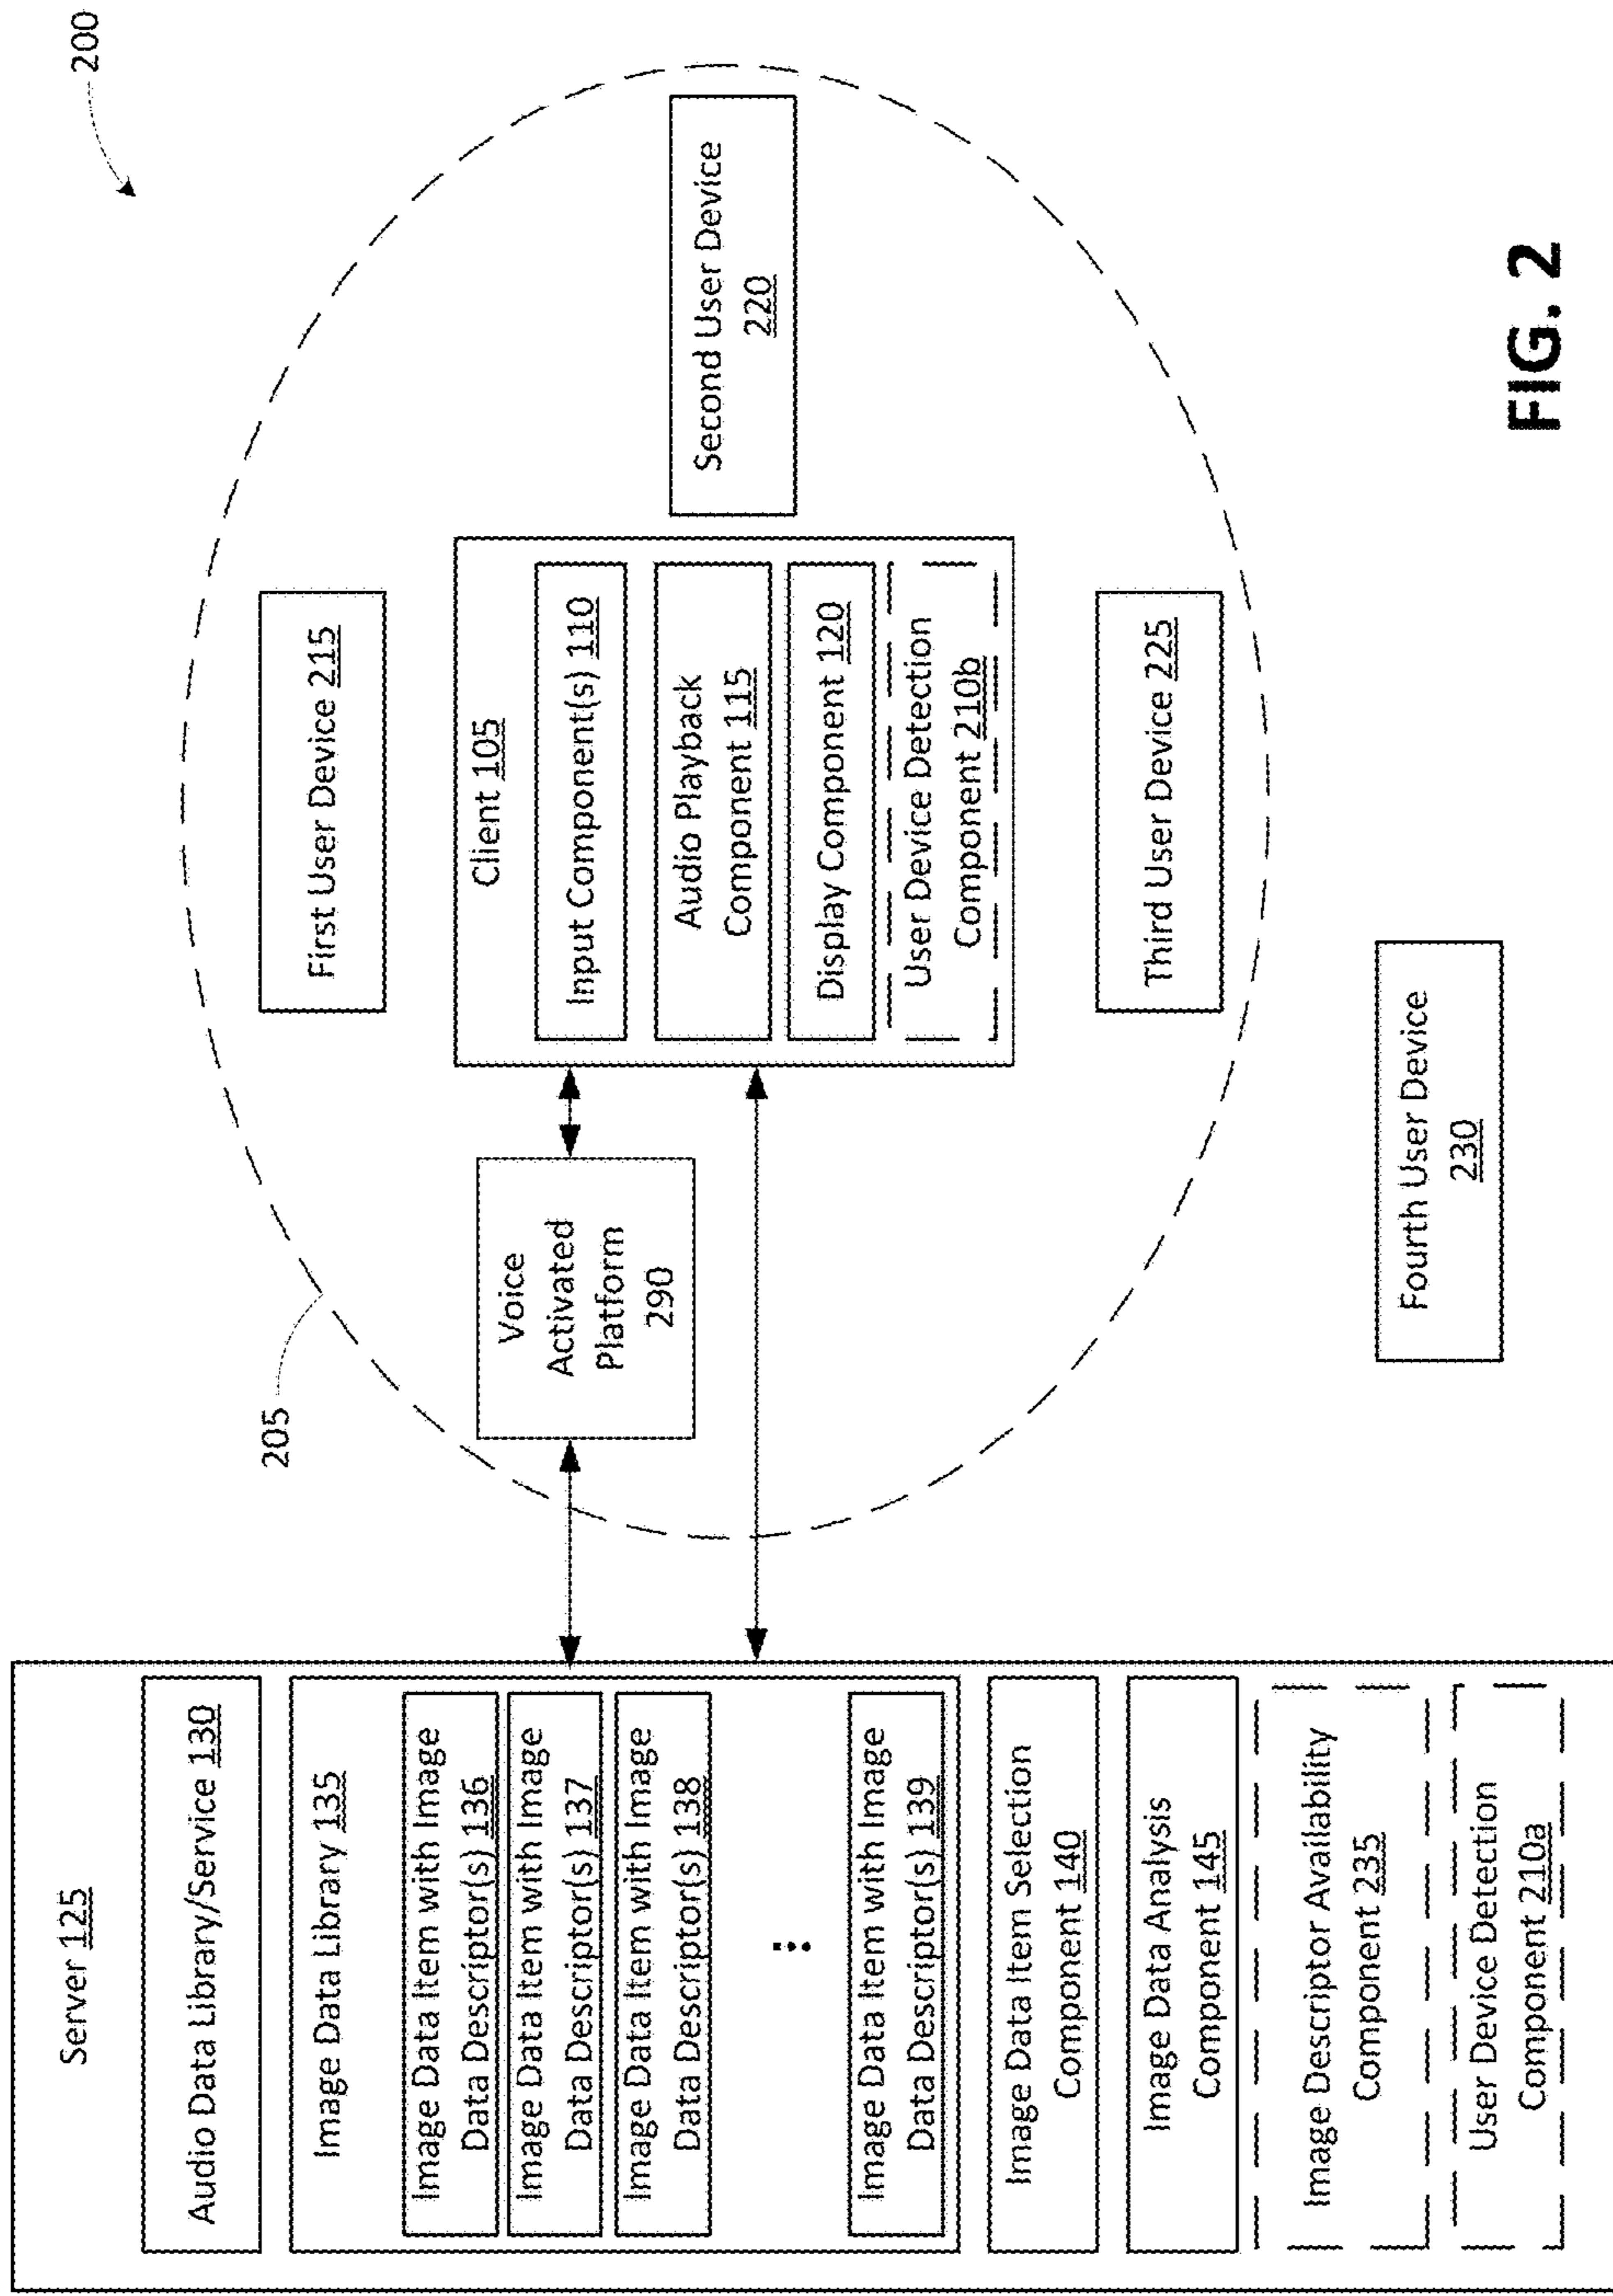 200
Server 125
Audio Data Library/Service 130
Image Data Library 135
Image Data Item with Image
Data Descriptor(s) 136
Image Data Item with Image
Data Descriptor(s) 137
Image Data Item with Image
Data Descriptor(s) 138
Image Data Item with Image
Data Descriptor(s) 139
Image Data Item Selection
Component 140
Image Data Analysis
Component 145
Image Descriptor Availability
Component 235
User Device Detection
Component 210a
205
Voice
Activated
Platform
290
First User Device 215
Client 105
Input Component(s) 110
Audio Playback
Component 115
Display Component 120
User Device Detection
Component 210b
Second User Device
220
Third User Device 225
Fourth User Device
230
FIG. 2